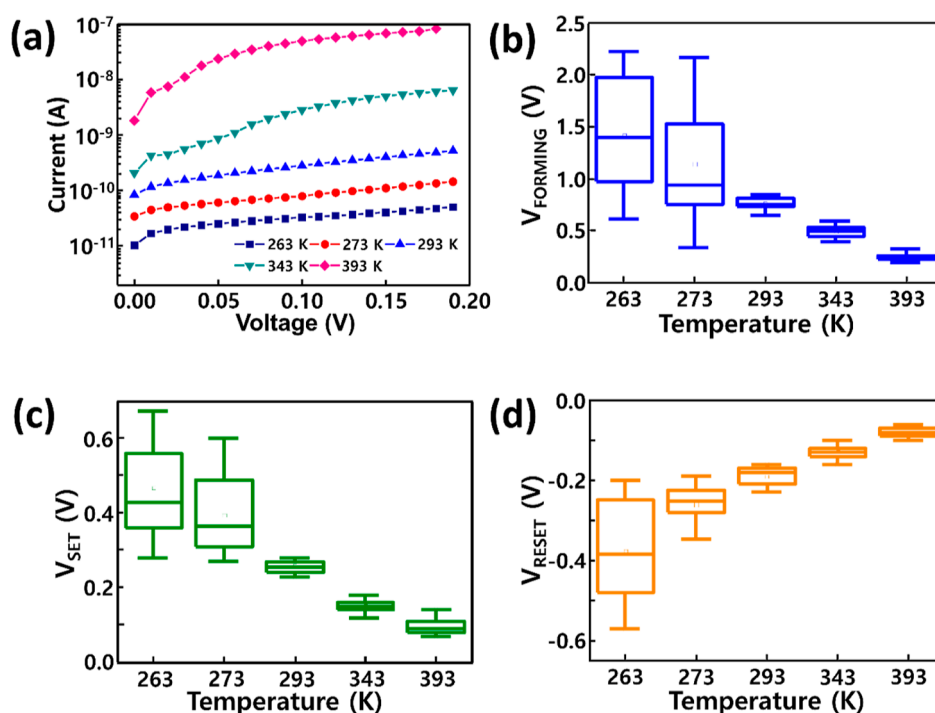 (a)
Current (A)
10⁻⁷
10⁻⁸
10⁻⁹
10⁻¹⁰
10⁻¹¹
263 K 273 K 293 K
343 K 393 K
0.00 0.05 0.10 0.15 0.20
Voltage (V)
(b)
V_FORMING (V)
2.5
2.0
1.5
1.0
0.5
0.0
263 273 293 343 393
Temperature (K)
(c)
V_SET (V)
0.6
0.4
0.2
0.0
263 273 293 343 393
Temperature (K)
(d)
V_RESET (V)
0.0
-0.2
-0.4
-0.6
263 273 293 343 393
Temperature (K)